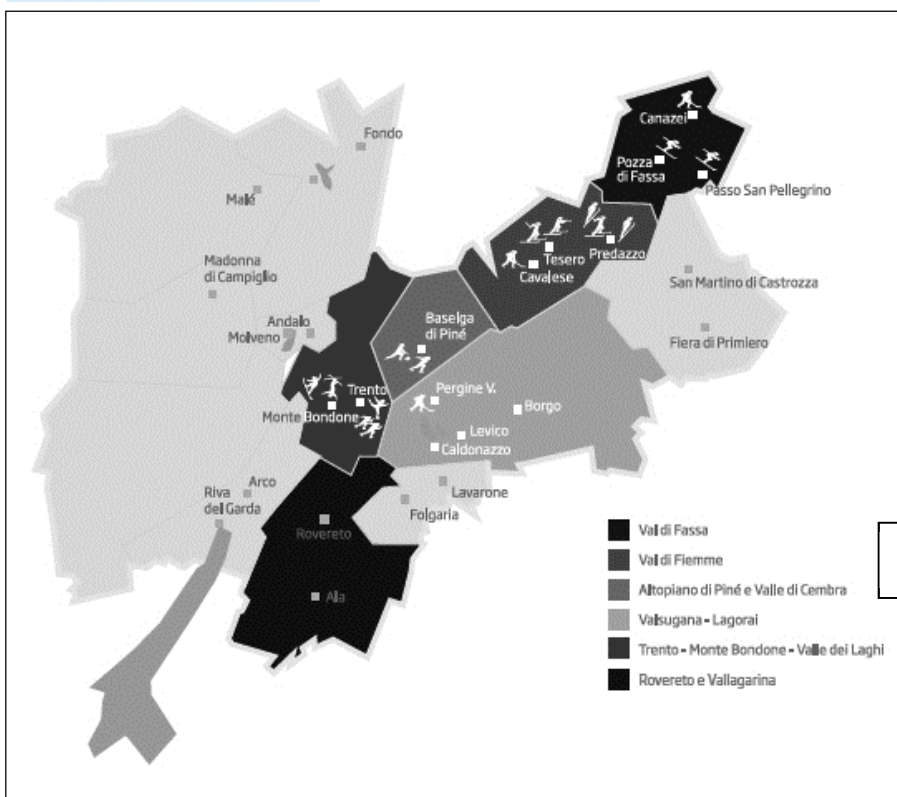 Fondo
Canazei
Pozza
di Fassa
Passo San Pellegrino
Malé
Tesero
Predazzo
Cavalese
Madonna
di Campiglio
San Martino di Castrozza
Andalo
Molveno
Baselga
di Piné
Fiera di Primiero
Trento
Pergine V.
Monte Bondone
Borgo
Levico
Caldonazzo
Arco
Riva
del Garda
Lavarone
Folgaria
Rovereto
Ala
Val di Fassa
Val di Fiemme
Altopiano di Piné e Valle di Cembra
Valsugana - Lagorai
Trento - Monte Bondone - Valle dei Laghi
Rovereto e Vallagarina